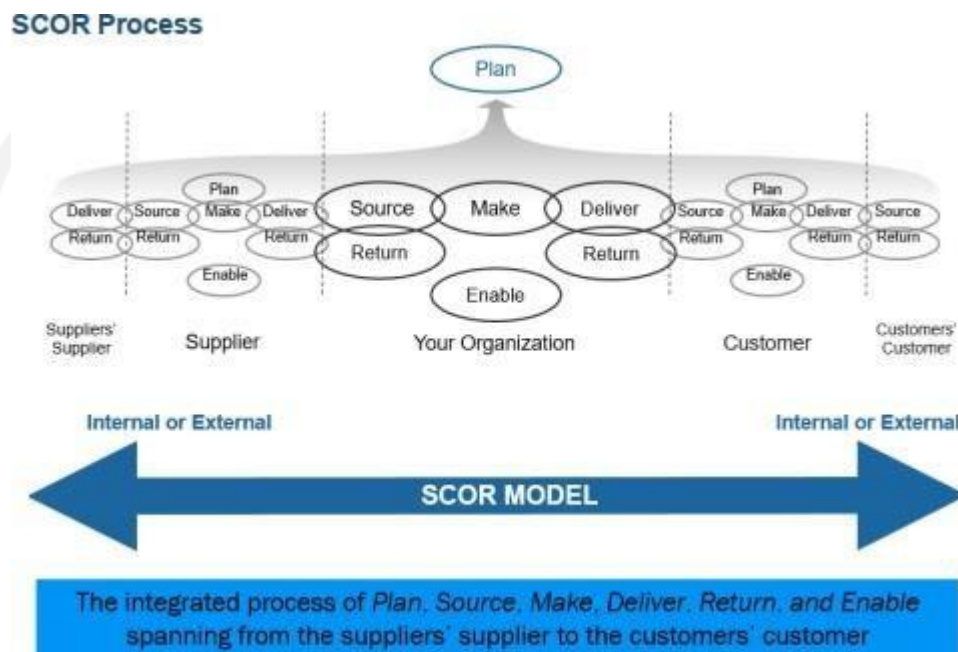 SCOR Process
Plan
Plan
Plan
Deliver Source Make Deliver Source Make Deliver Source Make Deliver Source
Return Return Return Return Return Return Return Return
Enable Enable
Enable
Suppliers'
Supplier
Supplier
Your Organization
Customer
Customers'
Customer
Internal or External
Internal or External
SCOR MODEL
The integrated process of Plan, Source, Make, Deliver, Return, and Enable
spanning from the suppliers' supplier to the customers' customer